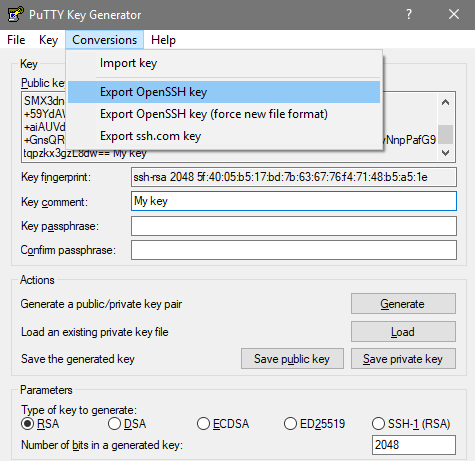 PuTTY Key Generator
File Key Conversions Help
Import key
Export OpenSSH key
Export OpenSSH key (force new file format)
Export ssh.com key
Key
Public key
SMX3dn
+59YdAV
+aiAUVd
+GnsQR yNnpPafG9
tqpzkx3gzL8dw== My key
Key fingerprint: ssh-rsa 2048 5f:40:05:b5:17:bd:7b:63:67:76:f4:71:48:b5:a5:1e
Key comment: My key
Key passphrase:
Confirm passphrase:
Actions
Generate a public/private key pair Generate
Load an existing private key file Load
Save the generated key Save public key Save private key
Parameters
Type of key to generate:
RSA DSA ECDSA ED25519 SSH-1 (RSA)
Number of bits in a generated key: 2048